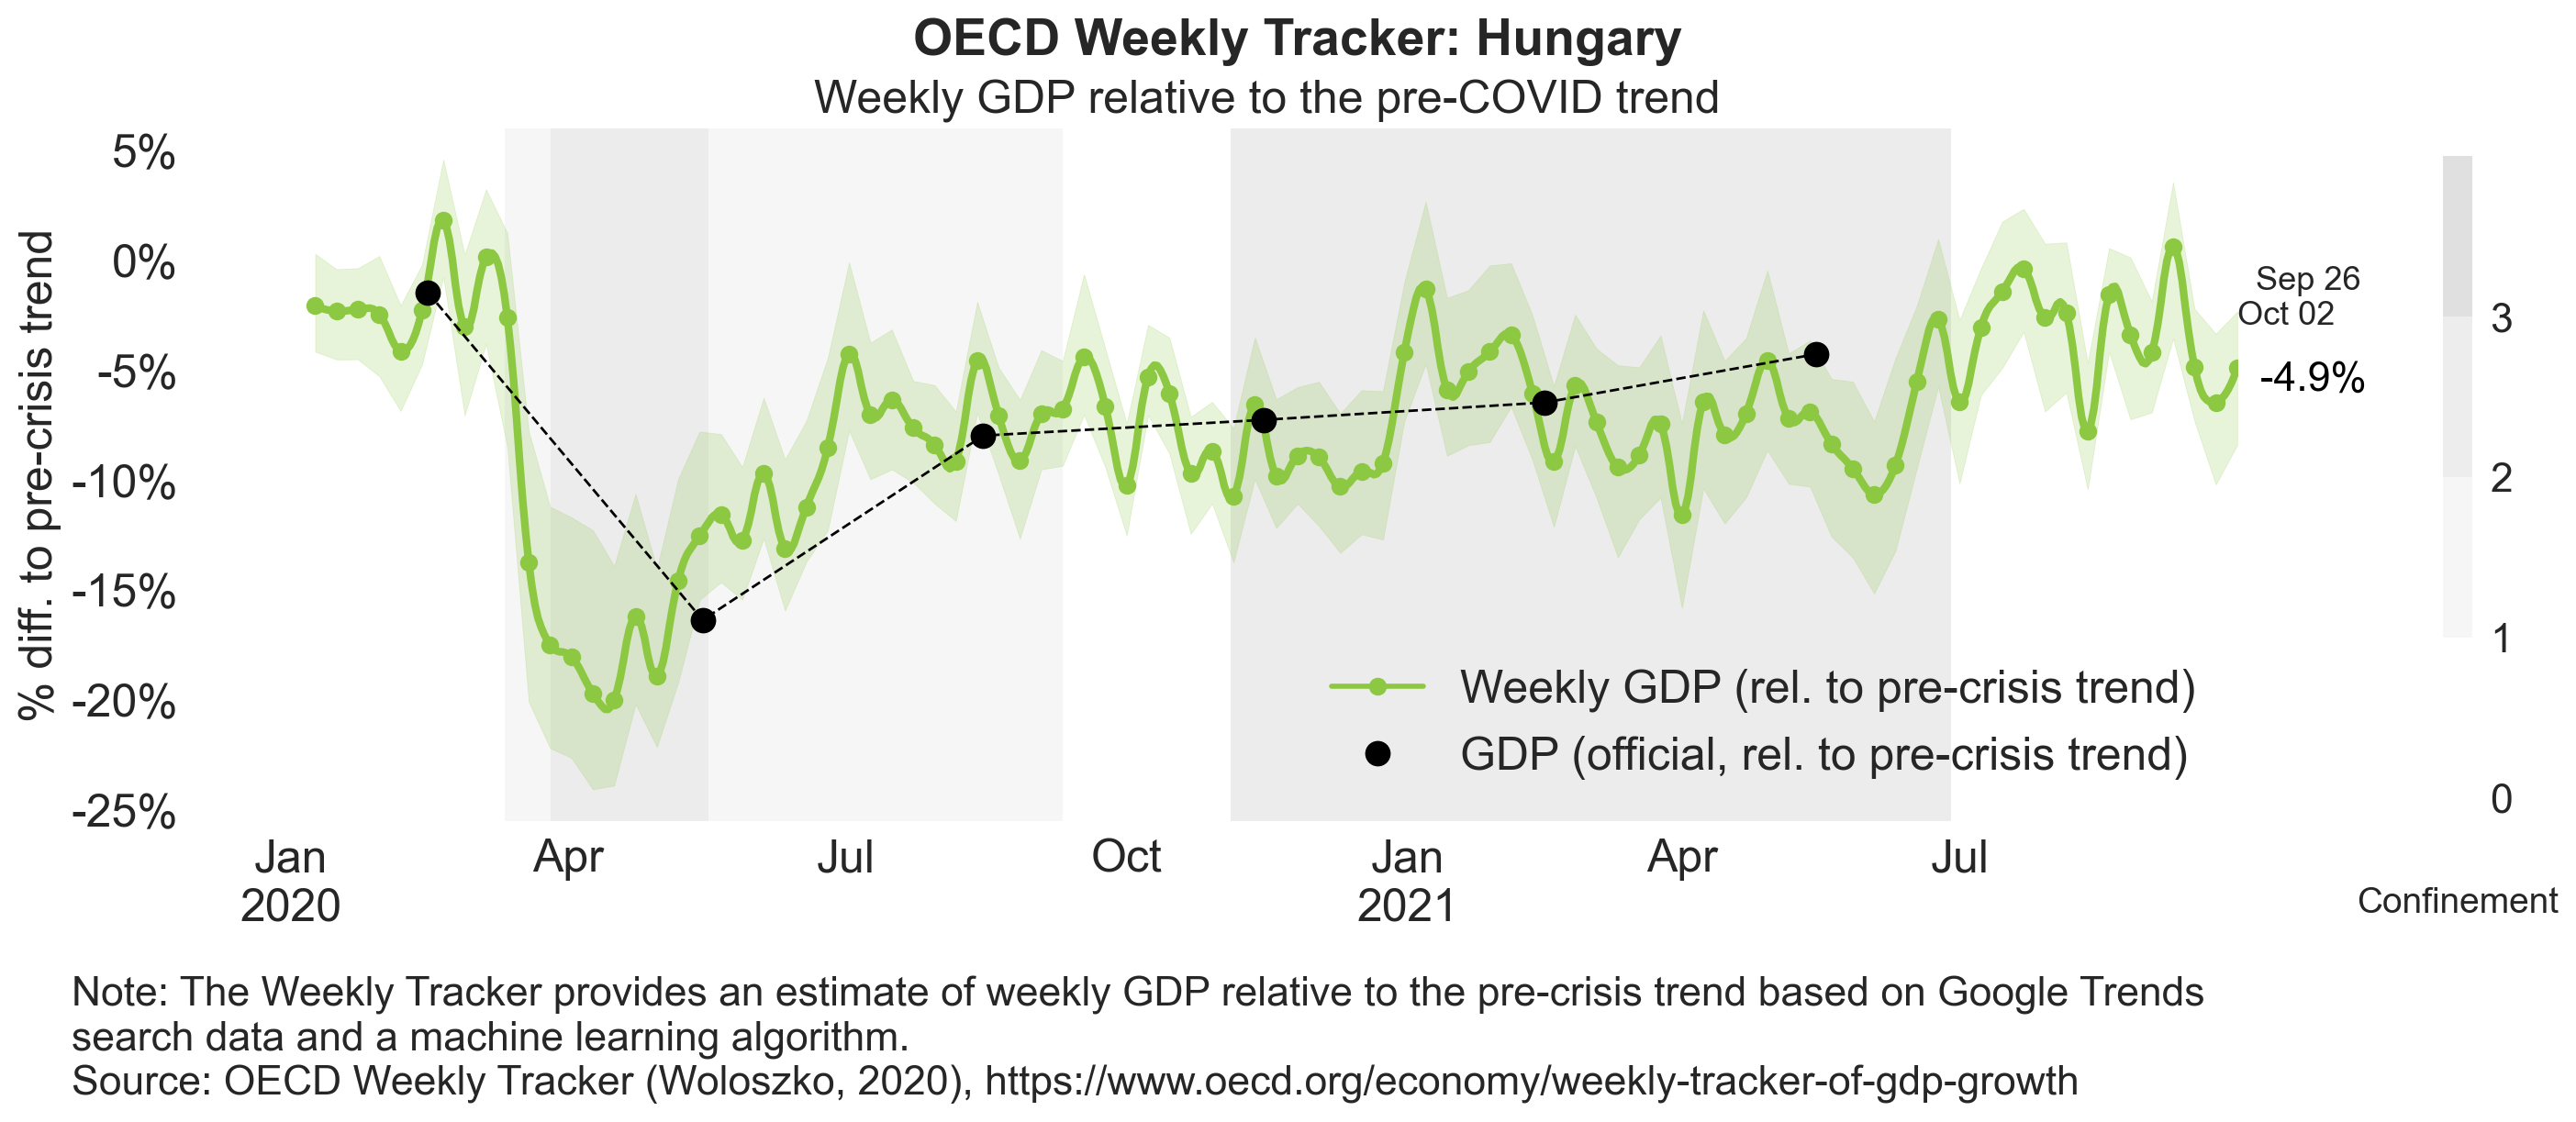 OECD Weekly Tracker: Hungary
Weekly GDP relative to the pre-COVID trend
% diff. to pre-crisis trend
5%
0%
-5%
-10%
-15%
-20%
-25%
Sep 26
Oct 02
-4.9%
Weekly GDP (rel. to pre-crisis trend)
GDP (official, rel. to pre-crisis trend)
3
2
1
0
Confinement
Jan
2020
Apr
Jul
Oct
Jan
2021
Apr
Jul
Note: The Weekly Tracker provides an estimate of weekly GDP relative to the pre-crisis trend based on Google Trends
search data and a machine learning algorithm.
Source: OECD Weekly Tracker (Woloszko, 2020), https://www.oecd.org/economy/weekly-tracker-of-gdp-growth